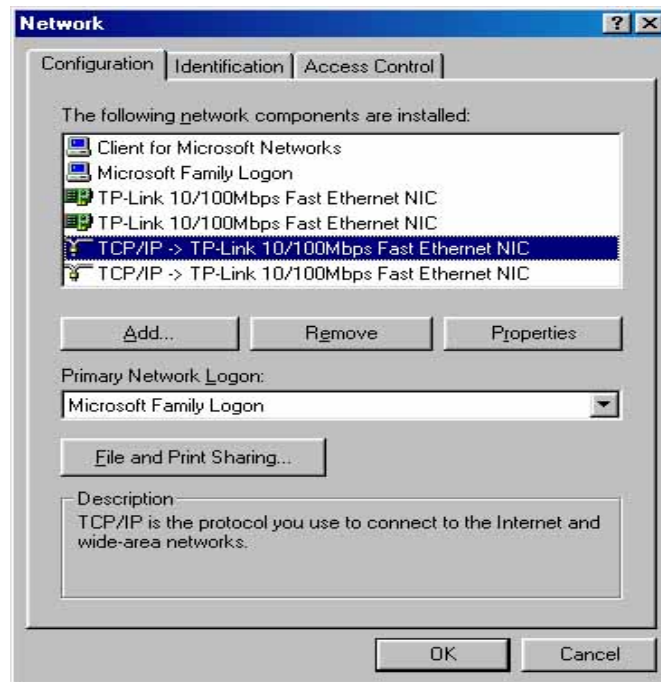 Network
Configuration Identification Access Control
The following network components are installed:
Client for Microsoft Networks
Microsoft Family Logon
TP-Link 10/100Mbps Fast Ethernet NIC
TP-Link 10/100Mbps Fast Ethernet NIC
TCP/IP -> TP-Link 10/100Mbps Fast Ethernet NIC
TCP/IP -> TP-Link 10/100Mbps Fast Ethernet NIC
Add... Remove Properties
Primary Network Logon:
Microsoft Family Logon
File and Print Sharing...
Description
TCP/IP is the protocol you use to connect to the Internet and
wide-area networks.
OK Cancel